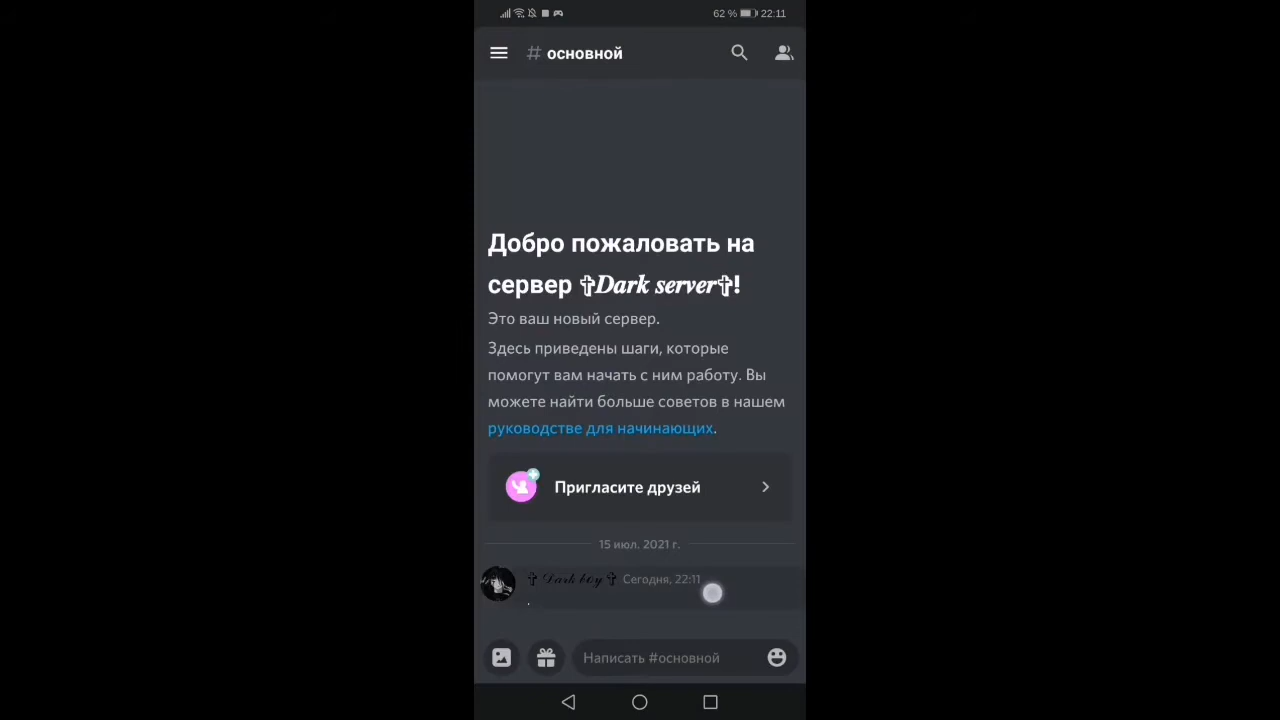 62 % 22:11
# основной
Добро пожаловать на
сервер ✞Dark server✞!
Это ваш новый сервер.
Здесь приведены шаги, которые
помогут вам начать с ним работу. Вы
можете найти больше советов в нашем
руководстве для начинающих.
Пригласите друзей
15 июл. 2021 г.
✞ 𝒟𝒶𝓇𝓀 𝒷ℴ𝓎 ✞ Сегодня, 22:11
.
Написать #основной